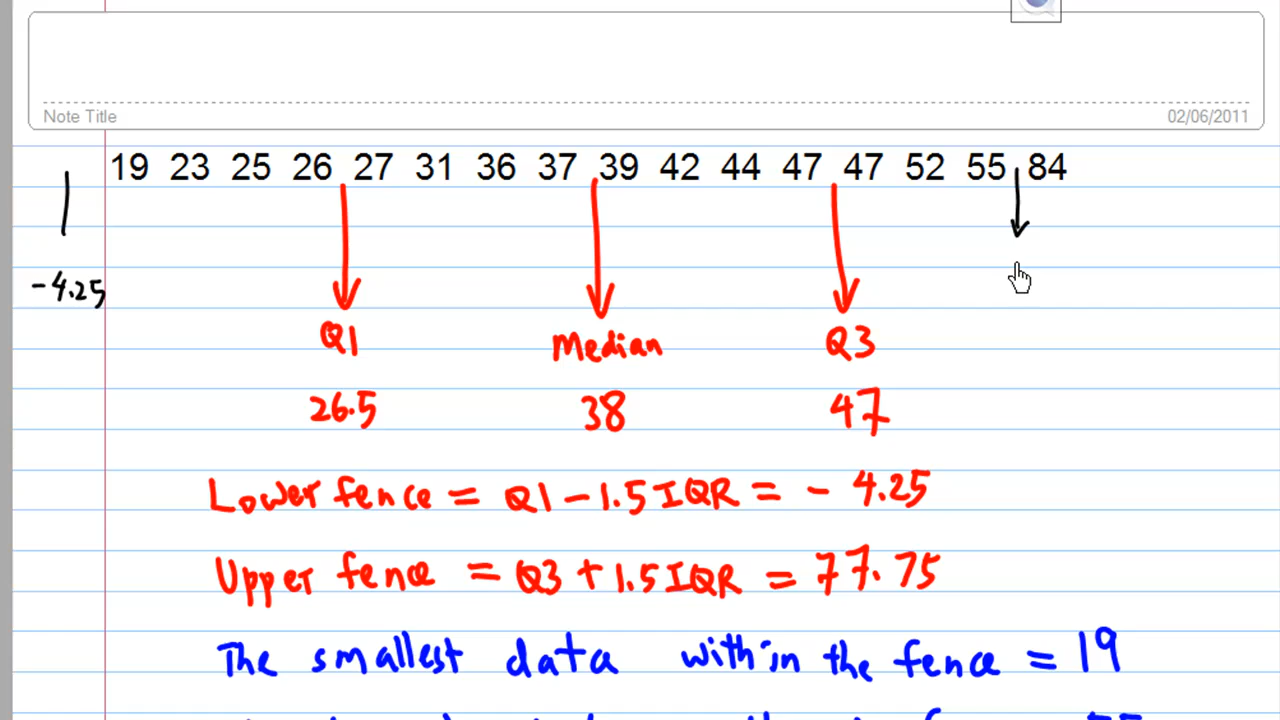 Note Title 02/06/2011
19 23 25 26 27 31 36 37 39 42 44 47 47 52 55 84
-4.25
Q1 Median Q3
26.5 38 47
Lower fence = Q1 - 1.5 IQR = - 4.25
Upper fence = Q3 + 1.5 IQR = 77.75
The smallest data within the fence = 19